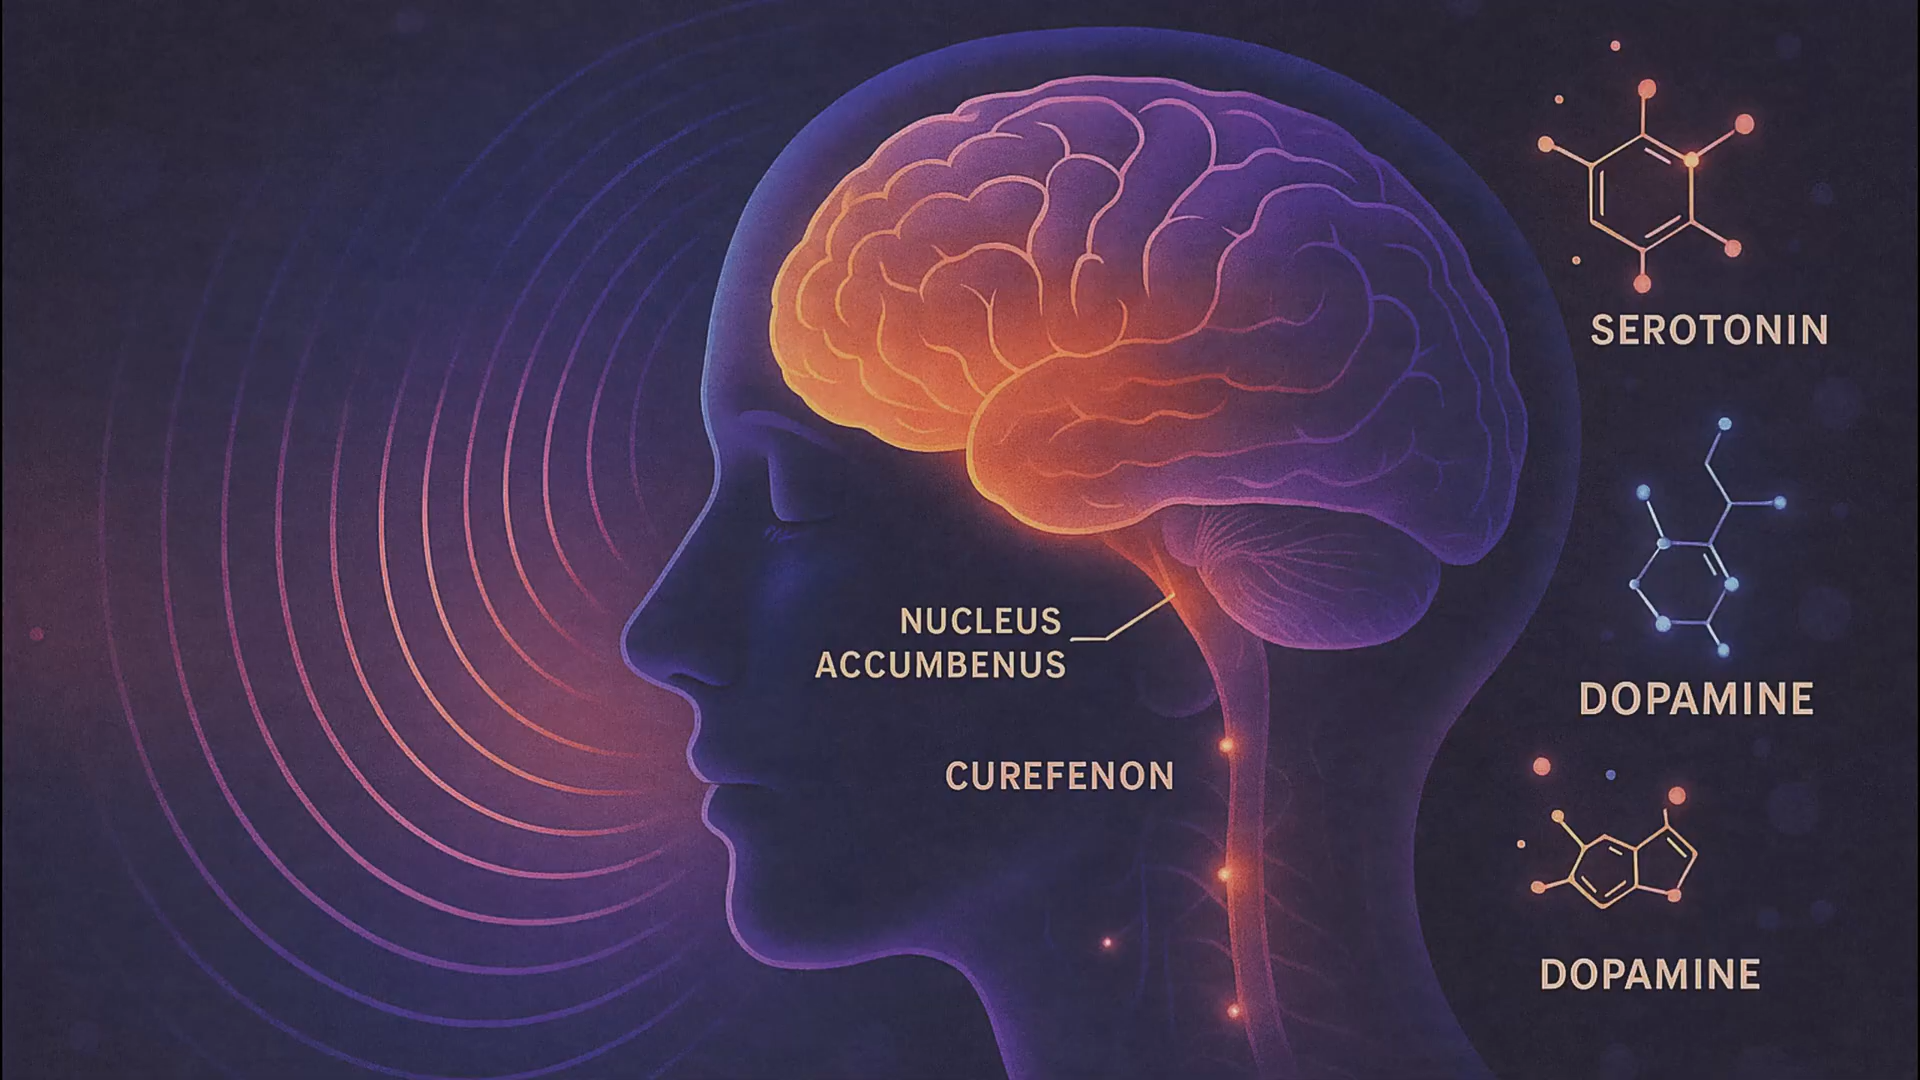 SEROTONIN
NUCLEUS
ACCUMBENUS
DOPAMINE
CUREFENON
DOPAMINE